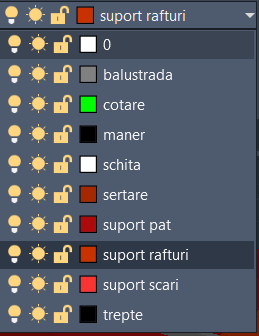 suport rafturi
0
balustrada
cotare
maner
schita
sertare
suport pat
suport rafturi
suport scari
trepte